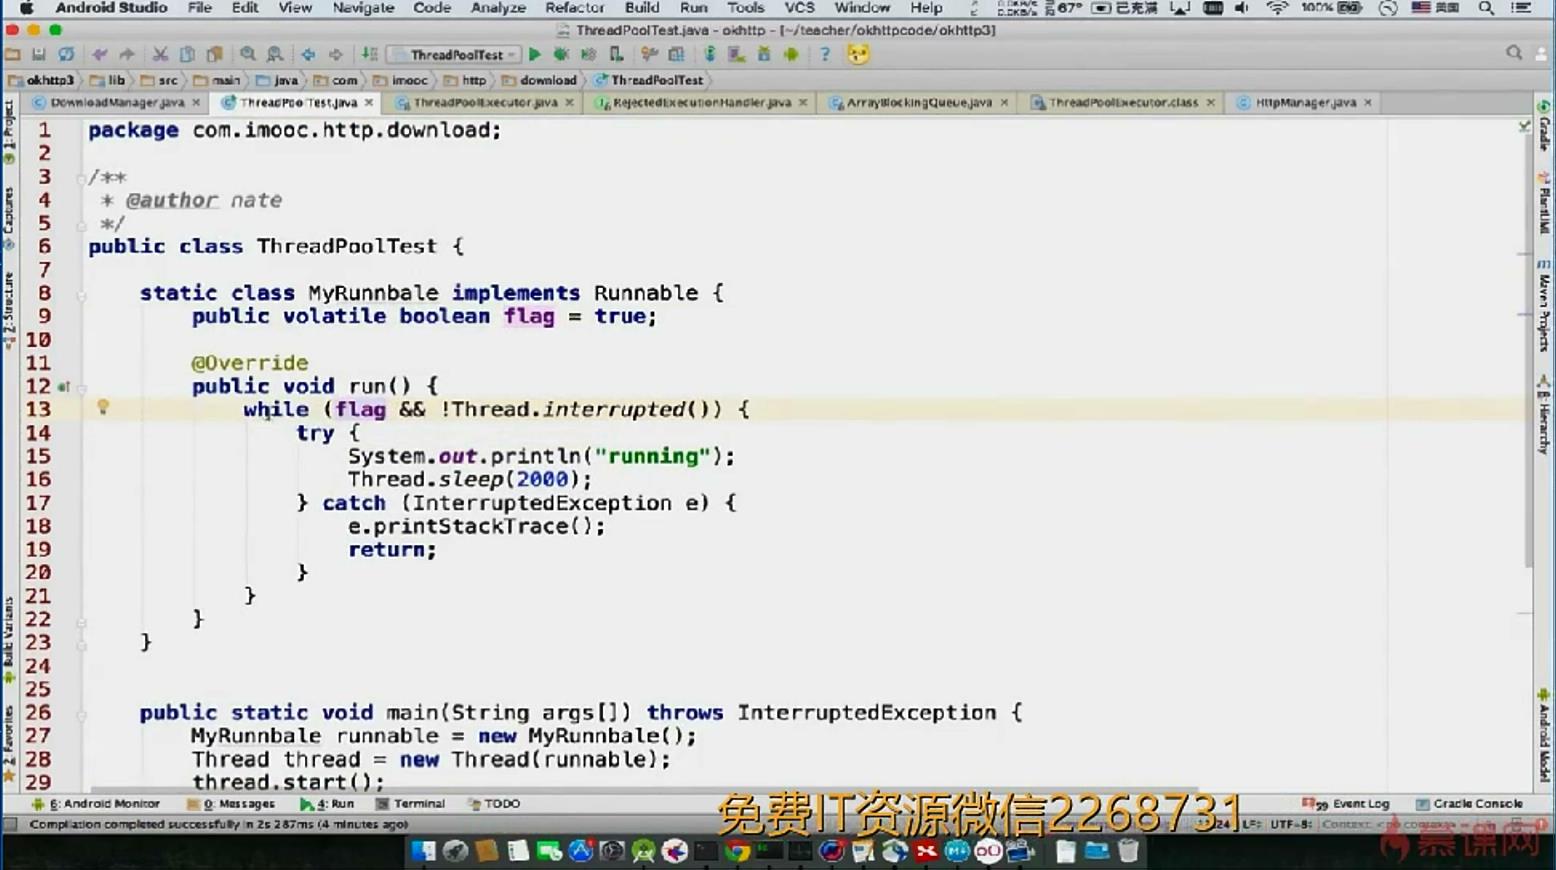 Android Studio File Edit View Navigate Code Analyze Refactor Build Run Tools VCS Window Help 67° 已充满 100% 美国
ThreadPoolTest.java - okhttp - [~/teacher/okhttpcode/okhttp3]
ThreadPoolTest
okhttp3 lib src main java com imooc http download ThreadPoolTest
DownloadManager.java ThreadPoolTest.java ThreadPoolExecutor.java RejectedExecutionHandler.java ArrayBlockingQueue.java ThreadPoolExecutor.class HttpManager.java
1: Project
Captures
7: Structure
Build Variants
2: Favorites
1 package com.imooc.http.download;
2
3 /**
4 * @author nate
5 */
6 public class ThreadPoolTest {
7
8 static class MyRunnbale implements Runnable {
9 public volatile boolean flag = true;
10
11 @Override
12 public void run() {
13 while (flag && !Thread.interrupted()) {
14 try {
15 System.out.println("running");
16 Thread.sleep(2000);
17 } catch (InterruptedException e) {
18 e.printStackTrace();
19 return;
20 }
21 }
22 }
23 }
24
25
26 public static void main(String args[]) throws InterruptedException {
27 MyRunnbale runnable = new MyRunnbale();
28 Thread thread = new Thread(runnable);
29 thread.start();
Gradle
PlantUML
Maven Projects
8: Hierarchy
Android Model
6: Android Monitor 0: Messages 4: Run Terminal TODO Event Log Gradle Console
免费IT资源微信2268731
Compilation completed successfully in 2s 287ms (4 minutes ago) UTF-8
慕课网